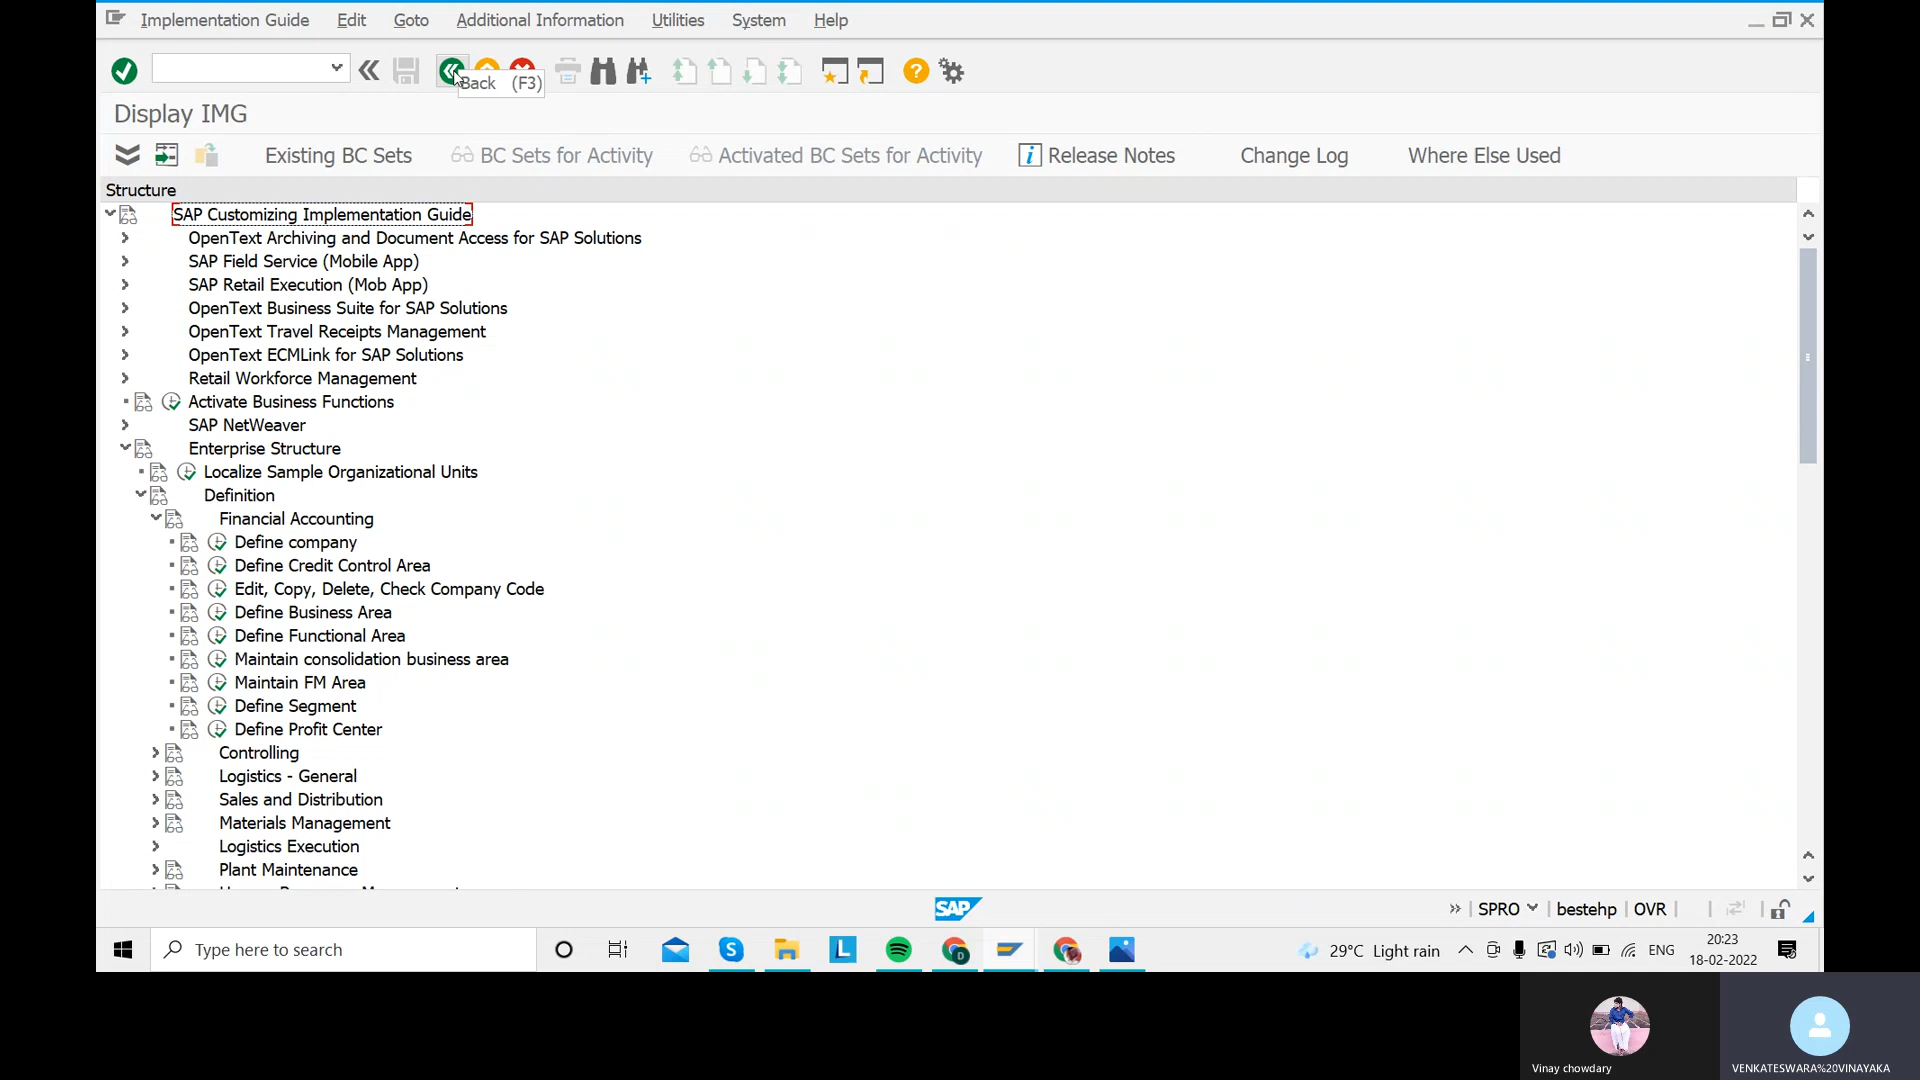 Implementation Guide Edit Goto Additional Information Utilities System Help
Back (F3)
Display IMG
Existing BC Sets BC Sets for Activity Activated BC Sets for Activity i Release Notes Change Log Where Else Used
Structure
SAP Customizing Implementation Guide
OpenText Archiving and Document Access for SAP Solutions
SAP Field Service (Mobile App)
SAP Retail Execution (Mob App)
OpenText Business Suite for SAP Solutions
OpenText Travel Receipts Management
OpenText ECMLink for SAP Solutions
Retail Workforce Management
Activate Business Functions
SAP NetWeaver
Enterprise Structure
Localize Sample Organizational Units
Definition
Financial Accounting
Define company
Define Credit Control Area
Edit, Copy, Delete, Check Company Code
Define Business Area
Define Functional Area
Maintain consolidation business area
Maintain FM Area
Define Segment
Define Profit Center
Controlling
Logistics - General
Sales and Distribution
Materials Management
Logistics Execution
Plant Maintenance
SAP SPRO bestehp OVR
Type here to search L D 29°C Light rain ENG 20:23
18-02-2022
Vinay chowdary VENKATESWARA%20VINAYAKA